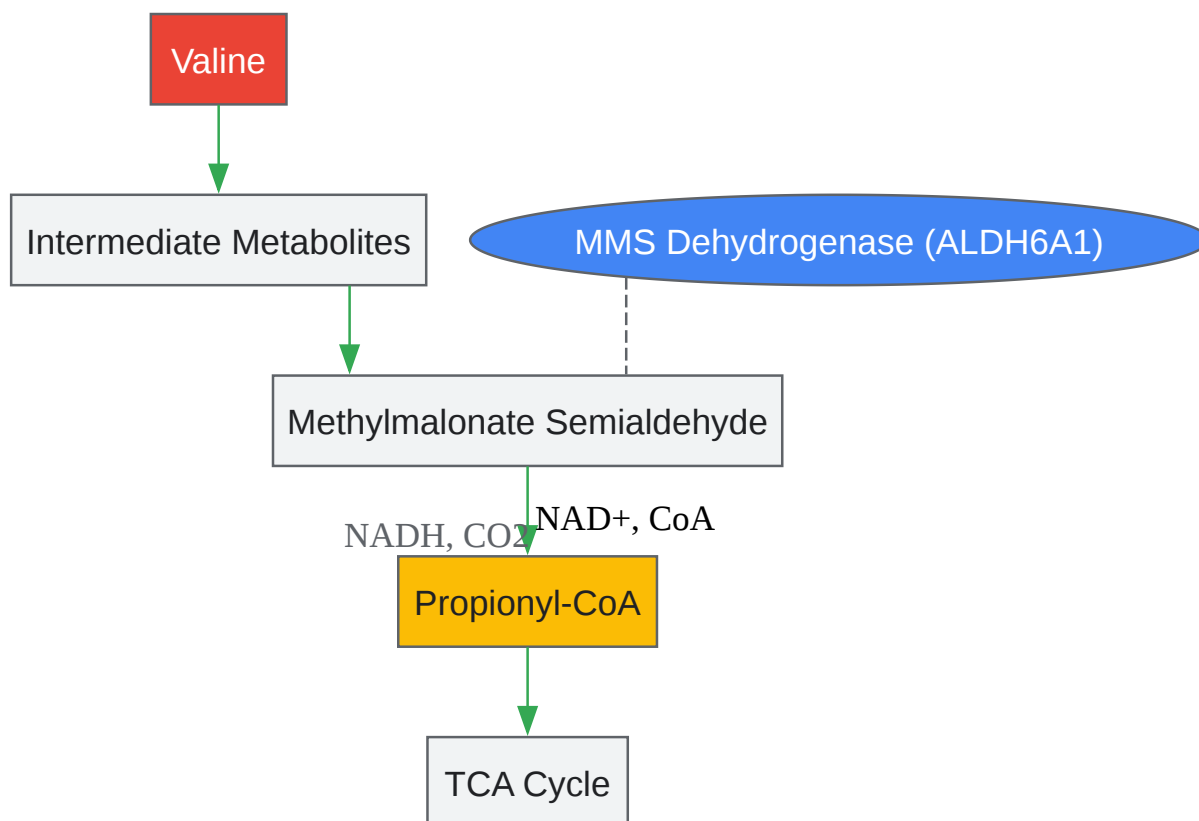 Valine
Intermediate Metabolites
MMS Dehydrogenase (ALDH6A1)
Methylmalonate Semialdehyde
NAD+, CoA
NADH, CO2
Propionyl-CoA
TCA Cycle